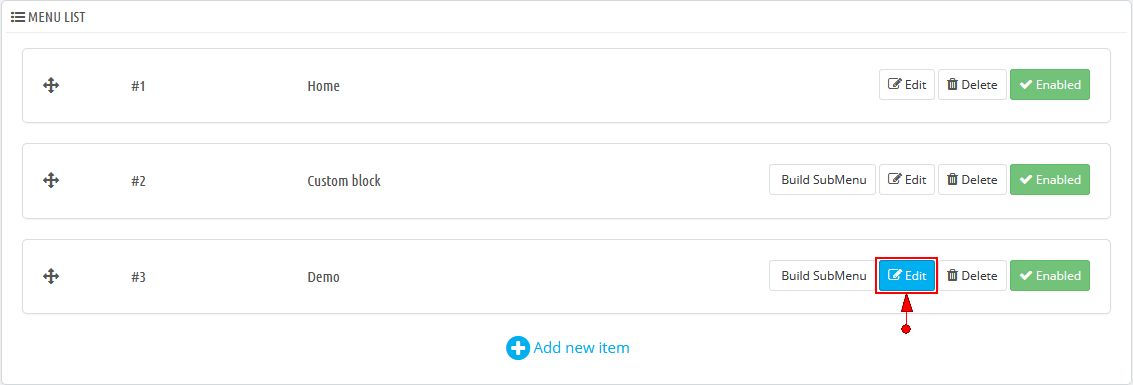 MENU LIST
#1 Home Edit Delete Enabled
#2 Custom block Build SubMenu Edit Delete Enabled
#3 Demo Build SubMenu Edit Delete Enabled
Add new item